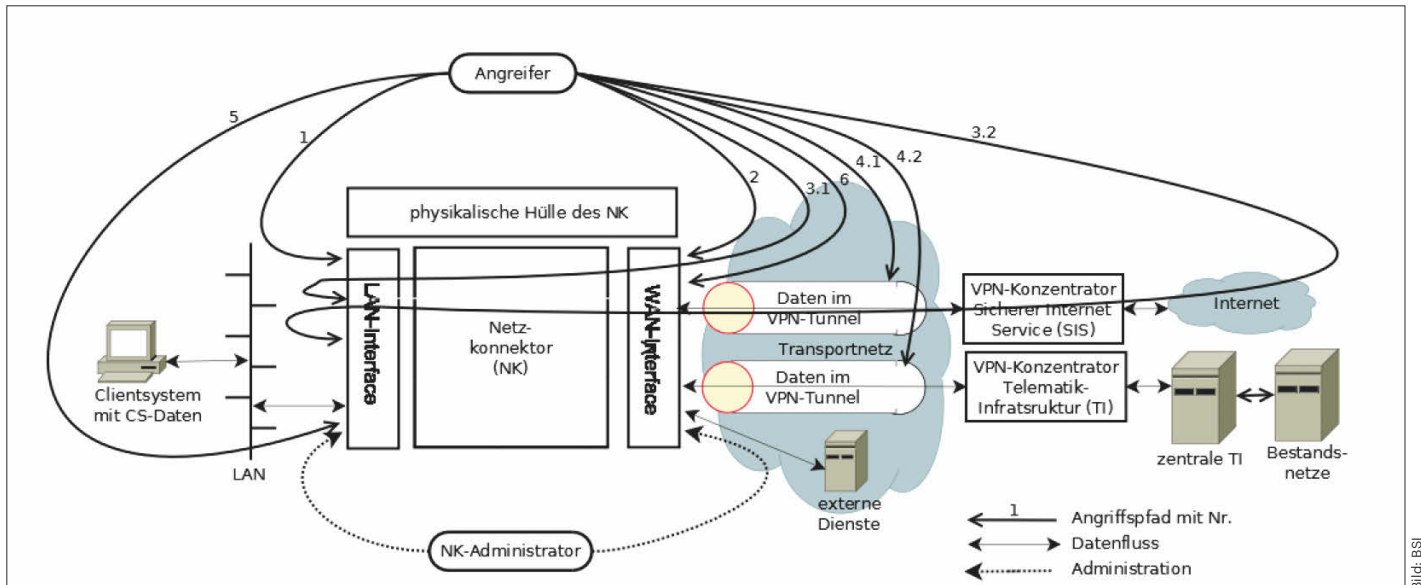 Angreifer
5
1
2
3.1
6
4.1
4.2
3.2
physikalische Hülle des NK
LAN-Interface
Netz-
konnektor
(NK)
WAN-Interface
Daten im
VPN-Tunnel
Transportnetz
Daten im
VPN-Tunnel
VPN-Konzentrator
Sicherer Internet
Service (SIS)
Internet
VPN-Konzentrator
Telematik-
Infratsruktur (TI)
Clientsystem
mit CS-Daten
LAN
externe
Dienste
zentrale TI
Bestands-
netze
NK-Administrator
1
Angriffspfad mit Nr.
Datenfluss
Administration
Bild: BSI